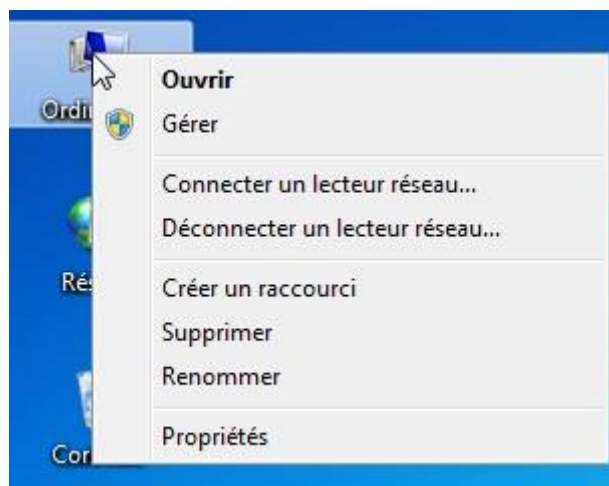 Ouvrir
Gérer
Connecter un lecteur réseau...
Déconnecter un lecteur réseau...
Créer un raccourci
Supprimer
Renommer
Propriétés